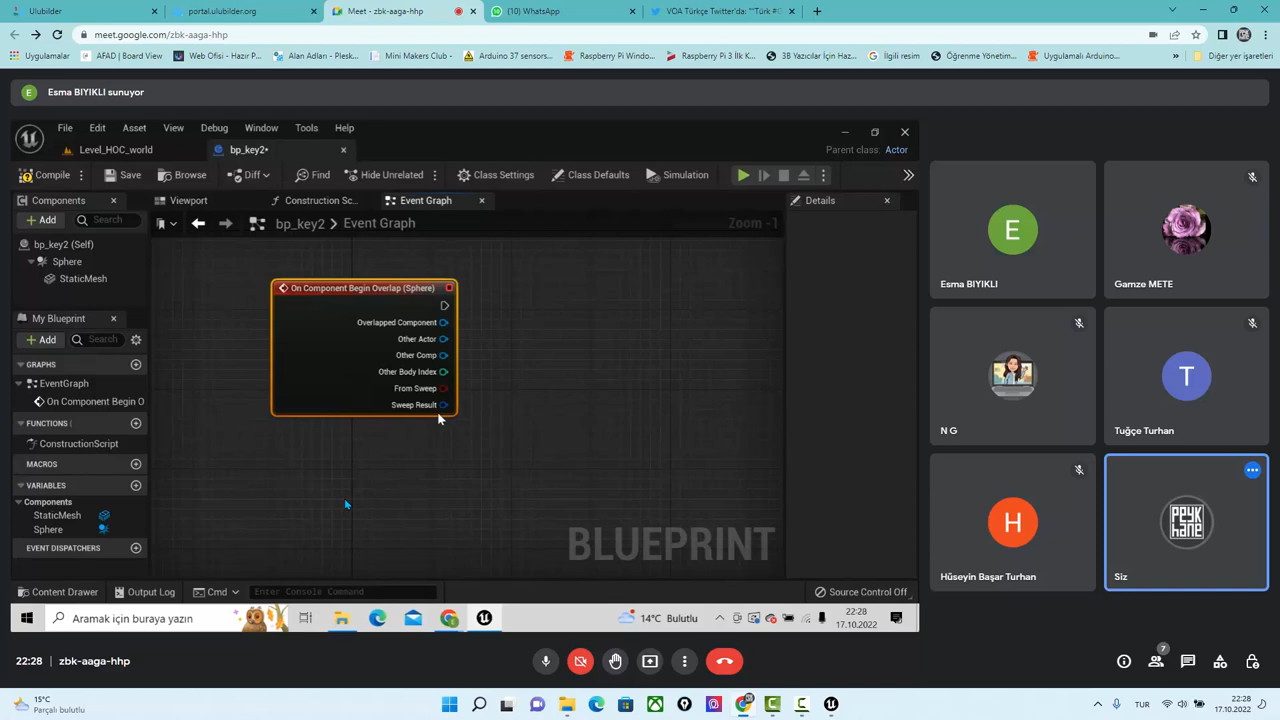 Ulubilder
portal.ulubilder.org
Meet - zbk-aaga-hhp
(10) WhatsApp
VOA Türkçe Twitter'da: "“Türk #C
meet.google.com/zbk-aaga-hhp
Uygulamalar
AFAD | Board View
Web Ofisi - Hazır P...
Alan Adları - Plesk...
Mini Makers Club -
Arduino 37 sensors...
Raspberry Pi Windo...
Raspberry Pi 3 İlk K...
3B Yazıcılar İçin Haz...
İlgili resim
Öğrenme Yönetim...
Uygulamalı Arduino...
»
Diğer yer işaretleri
E
Esma BIYIKLI sunuyor
File Edit Asset View Debug Window Tools Help
Level_HOC_world
bp_key2•
Parent class: Actor
Compile
Save
Browse
Diff
Find
Hide Unrelated
Class Settings
Class Defaults
Simulation
Components
Viewport
Construction Sc...
Event Graph
Details
Add
Search
bp_key2 > Event Graph
Zoom -1
bp_key2 (Self)
Sphere
StaticMesh
My Blueprint
Add
Search
GRAPHS
EventGraph
On Component Begin O
FUNCTIONS (
ConstructionScript
MACROS
VARIABLES
Components
StaticMesh
Sphere
EVENT DISPATCHERS
On Component Begin Overlap (Sphere)
Overlapped Component
Other Actor
Other Comp
Other Body Index
From Sweep
Sweep Result
BLUEPRINT
Content Drawer
Output Log
Cmd
Enter Console Command
Source Control Off
Aramak için buraya yazın
14°C Bulutlu
22:28
17.10.2022
E
Esma BIYIKLI
Gamze METE
N G
T
Tuğçe Turhan
H
Hüseyin Başar Turhan
Siz
22:28
zbk-aaga-hhp
7
15°C
Parçalı bulutlu
TUR
22:28
17.10.2022